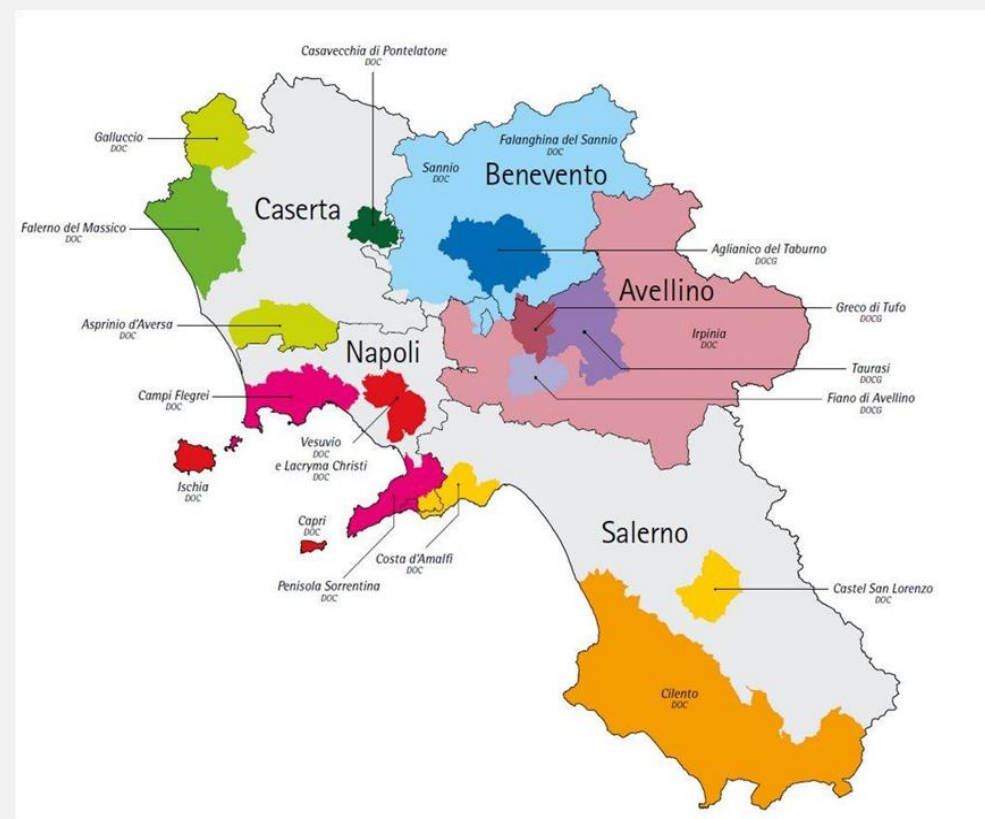 Casavecchia di Pontelatone
DOC
Galluccio
DOC
Falanghina del Sannio
DOC
Sannio
DOC
Benevento
Caserta
Falerno del Massico
DOC
Aglianico del Taburno
DOCG
Avellino
Greco di Tufo
DOCG
Asprinio d'Aversa
DOC
Irpinia
DOC
Napoli
Taurasi
DOCG
Campi Flegrei
DOC
Fiano di Avellino
DOCG
Vesuvio
DOC
e Lacryma Christi
DOC
Ischia
DOC
Capri
DOC
Salerno
Costa d'Amalfi
DOC
Penisola Sorrentina
DOC
Castel San Lorenzo
DOC
Cilento
DOC